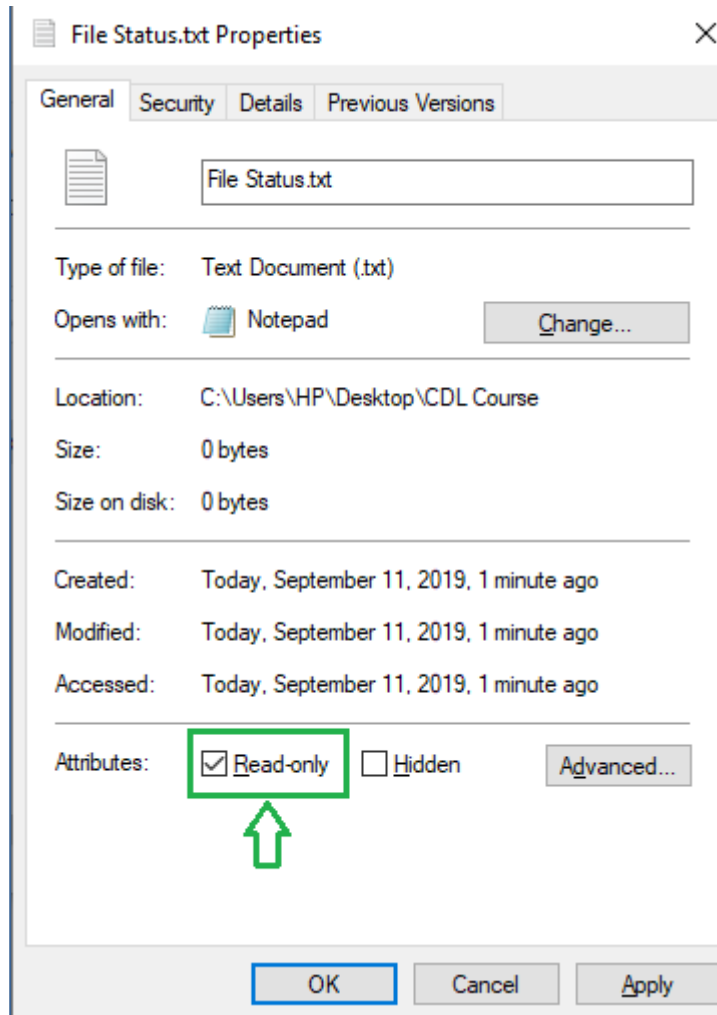 File Status.txt Properties
General Security Details Previous Versions
File Status.txt
Type of file: Text Document (.txt)
Opens with: Notepad Change...
Location: C:\Users\HP\Desktop\CDL Course
Size: 0 bytes
Size on disk: 0 bytes
Created: Today, September 11, 2019, 1 minute ago
Modified: Today, September 11, 2019, 1 minute ago
Accessed: Today, September 11, 2019, 1 minute ago
Attributes: Read-only Hidden Advanced...
OK Cancel Apply